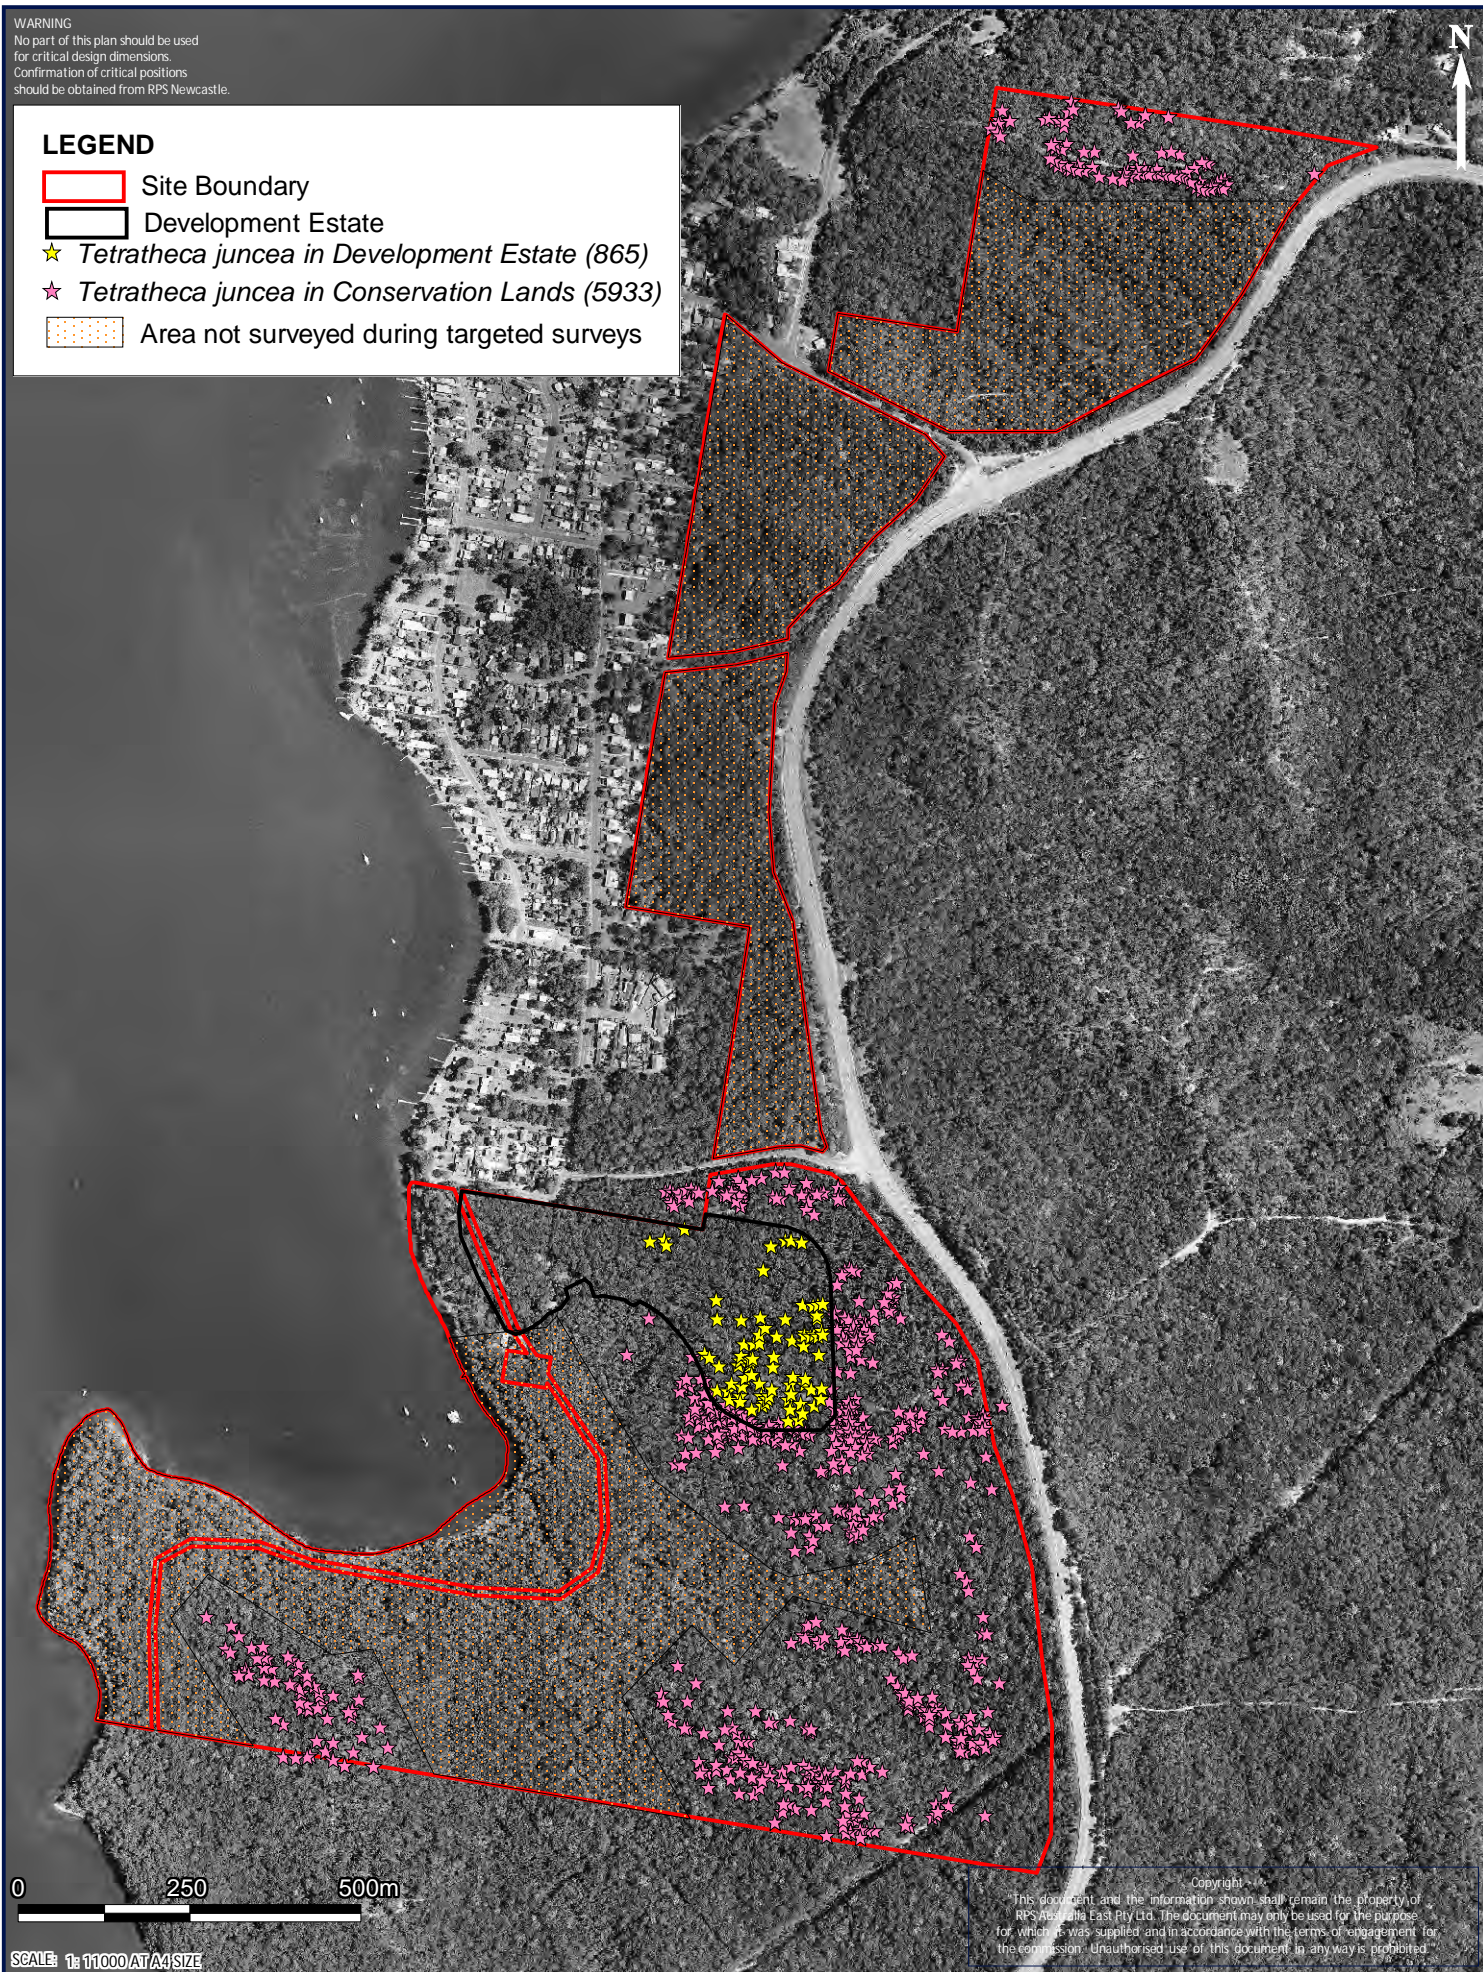 WARNING
No part of this plan should be used
for critical design dimensions.
Confirmation of critical positions
should be obtained from RPS Newcastle.
N
LEGEND
Site Boundary
Development Estate
Tetratheca juncea in Development Estate (865)
Tetratheca juncea in Conservation Lands (5933)
Area not surveyed during targeted surveys
0 250 500m
SCALE: 1: 11000 AT A4 SIZE
Copyright
"This document and the information shown shall remain the property of
RPS Australia East Pty Ltd. The document may only be used for the purpose
for which it was supplied and in accordance with the terms of engagement for
the commission. Unauthorised use of this document in any way is prohibited."